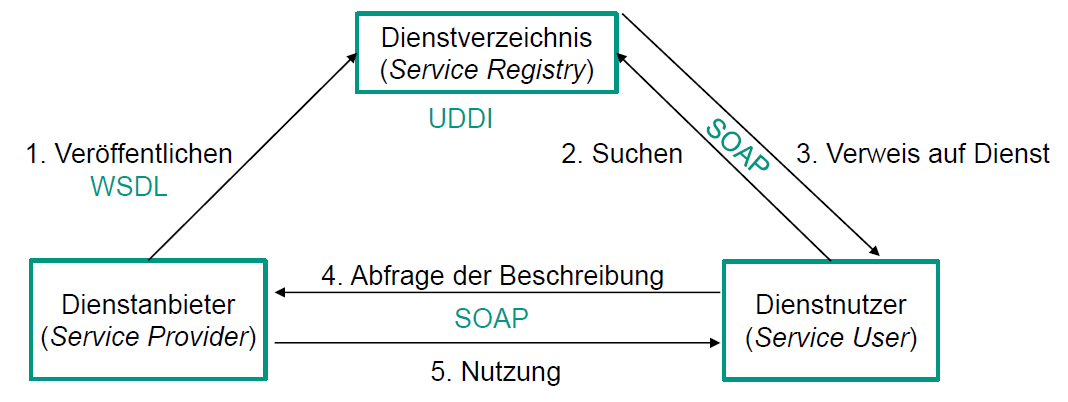 Dienstverzeichnis
(Service Registry)
UDDI
1. Veröffentlichen
WSDL
2. Suchen
SOAP
3. Verweis auf Dienst
Dienstanbieter
(Service Provider)
4. Abfrage der Beschreibung
SOAP
5. Nutzung
Dienstnutzer
(Service User)